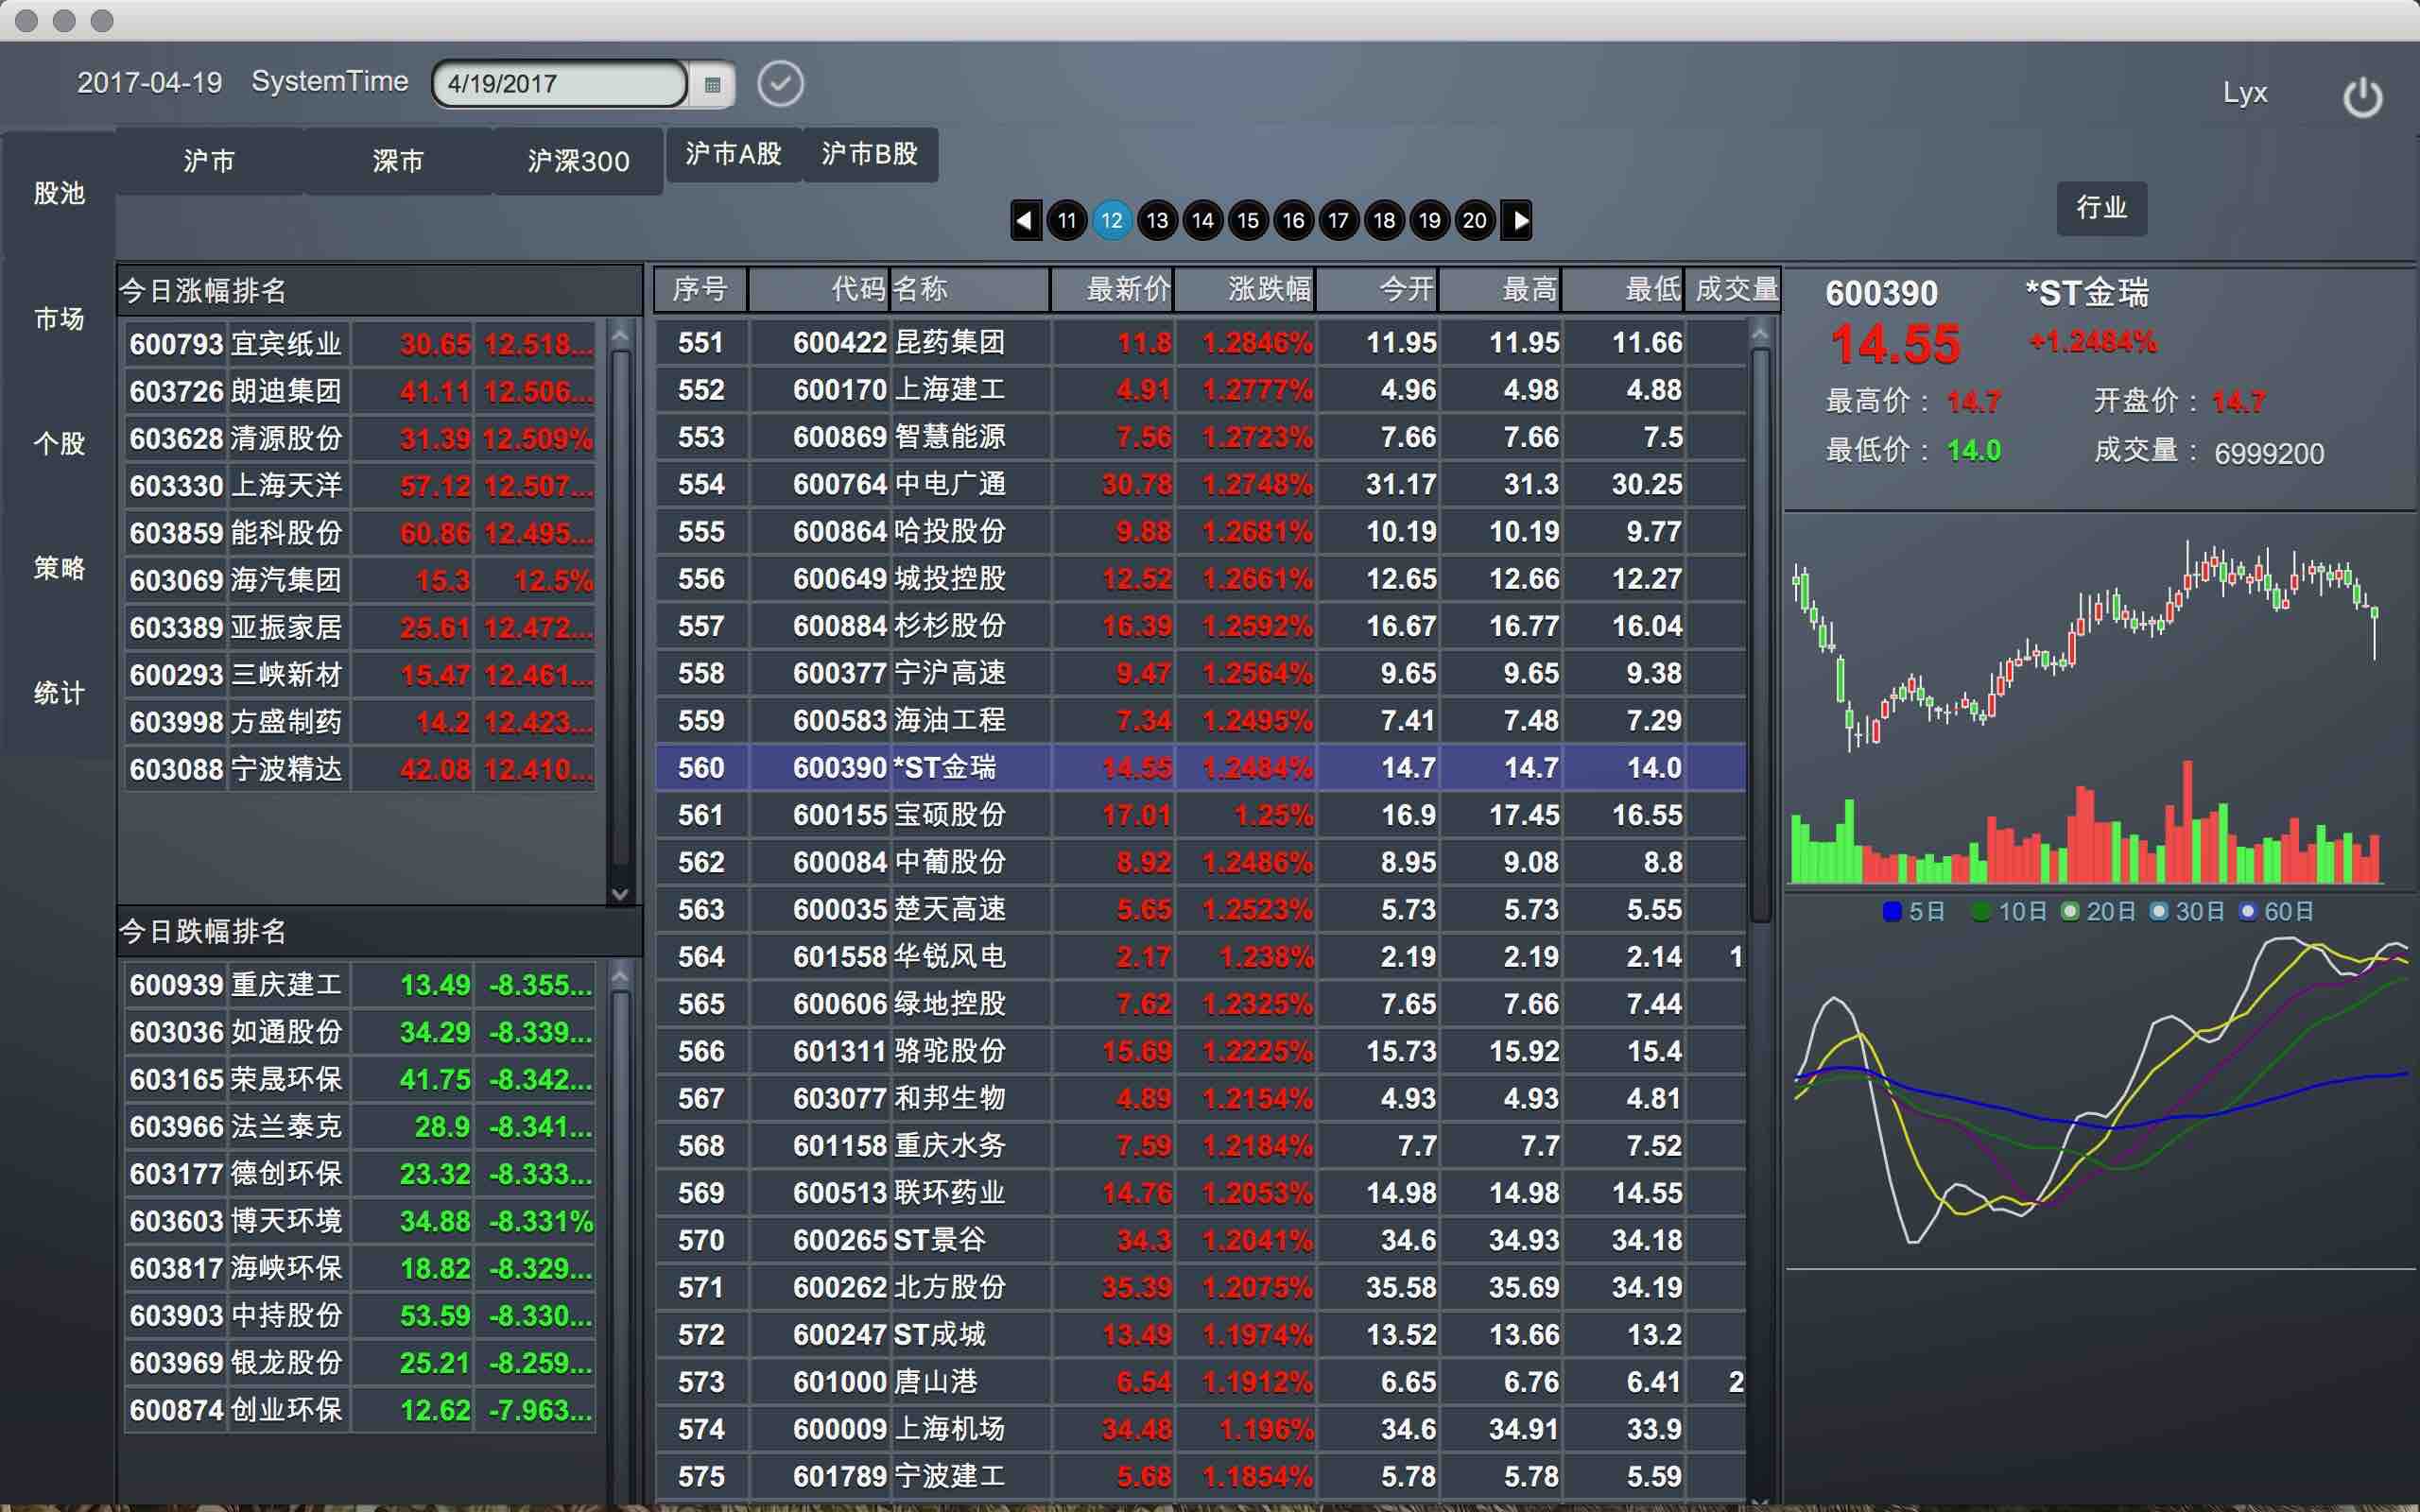 2017-04-19 SystemTime 4/19/2017 Lyx
沪市 深市 沪深300 沪市A股 沪市B股
股池
市场
个股
策略
统计
11 12 13 14 15 16 17 18 19 20
行业
今日涨幅排名
600793 宜宾纸业 30.65 12.518...
603726 朗迪集团 41.11 12.506...
603628 清源股份 31.39 12.509%
603330 上海天洋 57.12 12.507...
603859 能科股份 60.86 12.495...
603069 海汽集团 15.3 12.5%
603389 亚振家居 25.61 12.472...
600293 三峡新材 15.47 12.461...
603998 方盛制药 14.2 12.423...
603088 宁波精达 42.08 12.410...
今日跌幅排名
600939 重庆建工 13.49 -8.355...
603036 如通股份 34.29 -8.339...
603165 荣晟环保 41.75 -8.342...
603966 法兰泰克 28.9 -8.341...
603177 德创环保 23.32 -8.333...
603603 博天环境 34.88 -8.331%
603817 海峡环保 18.82 -8.329...
603903 中持股份 53.59 -8.330...
603969 银龙股份 25.21 -8.259...
600874 创业环保 12.62 -7.963...
序号 代码 名称 最新价 涨跌幅 今开 最高 最低 成交量
551 600422 昆药集团 11.8 1.2846% 11.95 11.95 11.66
552 600170 上海建工 4.91 1.2777% 4.96 4.98 4.88
553 600869 智慧能源 7.56 1.2723% 7.66 7.66 7.5
554 600764 中电广通 30.78 1.2748% 31.17 31.3 30.25
555 600864 哈投股份 9.88 1.2681% 10.19 10.19 9.77
556 600649 城投控股 12.52 1.2661% 12.65 12.66 12.27
557 600884 杉杉股份 16.39 1.2592% 16.67 16.77 16.04
558 600377 宁沪高速 9.47 1.2564% 9.65 9.65 9.38
559 600583 海油工程 7.34 1.2495% 7.41 7.48 7.29
560 600390 *ST金瑞 14.55 1.2484% 14.7 14.7 14.0
561 600155 宝硕股份 17.01 1.25% 16.9 17.45 16.55
562 600084 中葡股份 8.92 1.2486% 8.95 9.08 8.8
563 600035 楚天高速 5.65 1.2523% 5.73 5.73 5.55
564 601558 华锐风电 2.17 1.238% 2.19 2.19 2.14 1
565 600606 绿地控股 7.62 1.2325% 7.65 7.66 7.44
566 601311 骆驼股份 15.69 1.2225% 15.73 15.92 15.4
567 603077 和邦生物 4.89 1.2154% 4.93 4.93 4.81
568 601158 重庆水务 7.59 1.2184% 7.7 7.7 7.52
569 600513 联环药业 14.76 1.2053% 14.98 14.98 14.55
570 600265 ST景谷 34.3 1.2041% 34.6 34.93 34.18
571 600262 北方股份 35.39 1.2075% 35.58 35.69 34.19
572 600247 ST成城 13.49 1.1974% 13.52 13.66 13.2
573 601000 唐山港 6.54 1.1912% 6.65 6.76 6.41 2
574 600009 上海机场 34.48 1.196% 34.6 34.91 33.9
575 601789 宁波建工 5.68 1.1854% 5.78 5.78 5.59
600390 *ST金瑞
14.55 +1.2484%
最高价： 14.7 开盘价： 14.7
最低价： 14.0 成交量： 6999200
5日 10日 20日 30日 60日